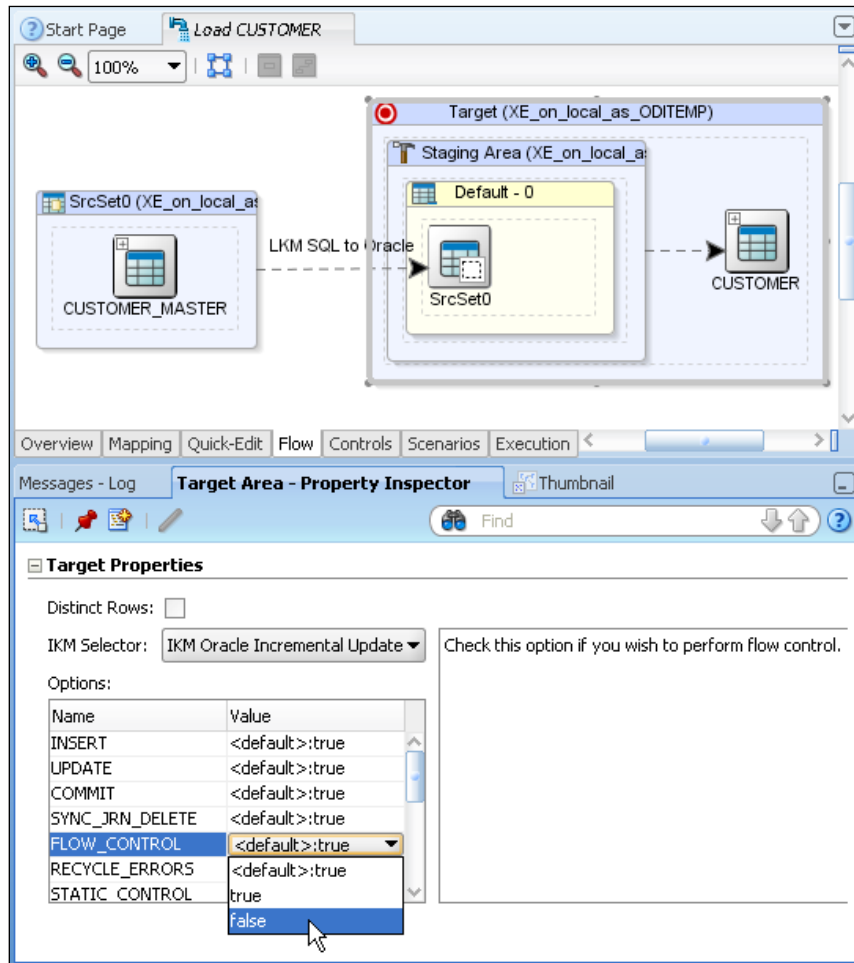 Start Page
Load CUSTOMER
100%
Target (XE_on_local_as_ODITEMP)
Staging Area (XE_on_local_a
Default - 0
SrcSet0 (XE_on_local_as
LKM SQL to Oracle
SrcSet0
CUSTOMER
CUSTOMER_MASTER
Overview Mapping Quick-Edit Flow Controls Scenarios Execution
Messages - Log Target Area - Property Inspector Thumbnail
Find
Target Properties
Distinct Rows:
IKM Selector: IKM Oracle Incremental Update Check this option if you wish to perform flow control.
Options:
Name Value
INSERT <default>:true
UPDATE <default>:true
COMMIT <default>:true
SYNC_JRN_DELETE <default>:true
FLOW_CONTROL <default>:true
RECYCLE_ERRORS <default>:true
STATIC_CONTROL true
false